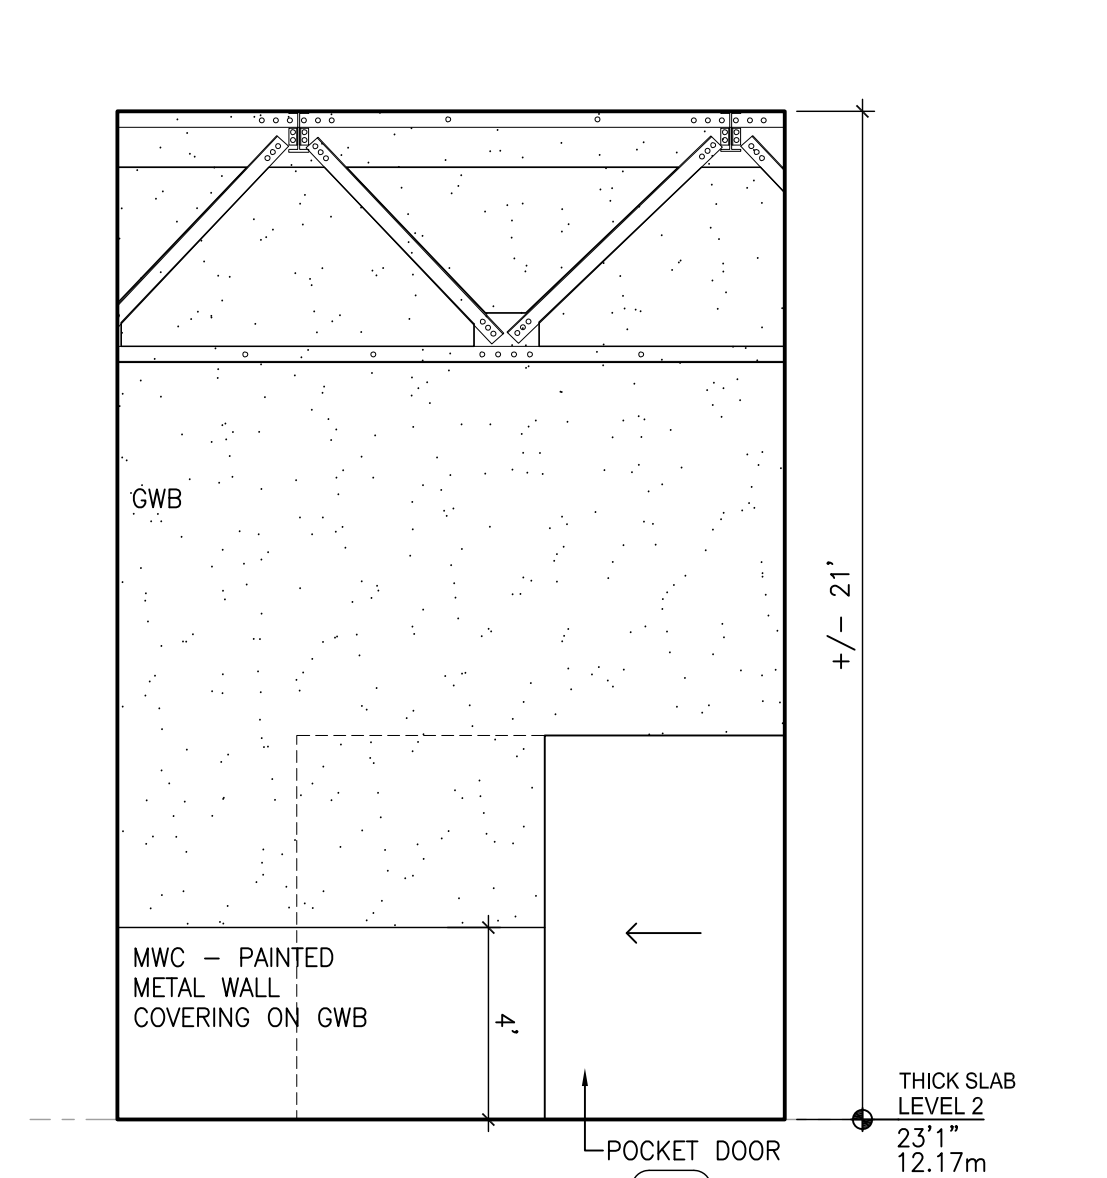 GWB
+/- 21'
MWC - PAINTED
METAL WALL
COVERING ON GWB
4'
THICK SLAB
LEVEL 2
23'1"
12.17m
POCKET DOOR